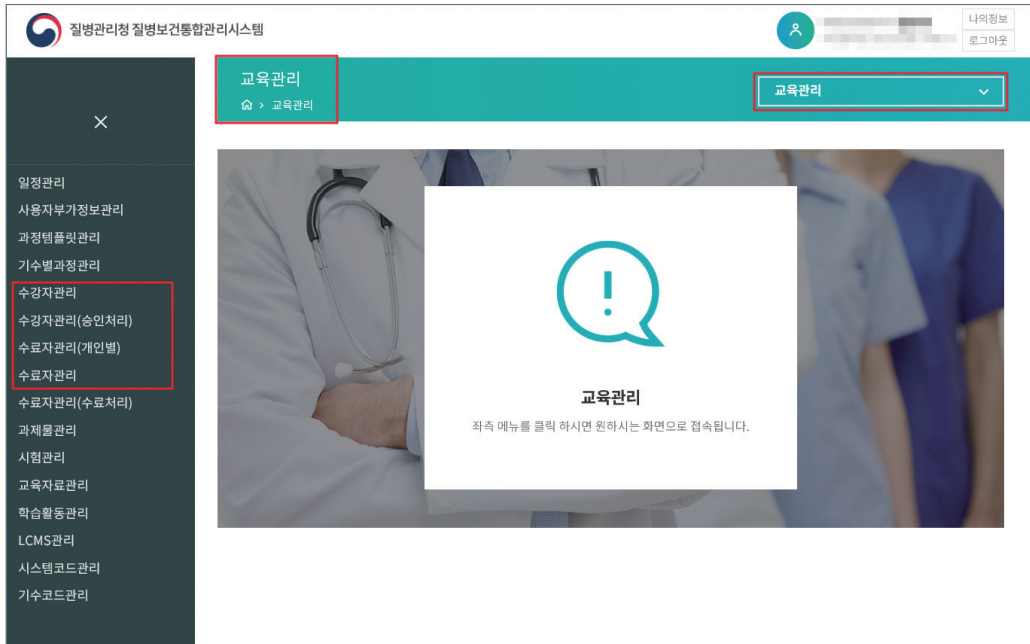 질병관리청 질병보건통합관리시스템
나의정보
로그아웃
교육관리
> 교육관리
교육관리
일정관리
사용자부가정보관리
과정템플릿관리
기수별과정관리
수강자관리
수강자관리(승인처리)
수료자관리(개인별)
수료자관리
수료자관리(수료처리)
과제물관리
시험관리
교육자료관리
학습활동관리
LCMS관리
시스템코드관리
기수코드관리
교육관리
좌측 메뉴를 클릭 하시면 원하시는 화면으로 접속됩니다.